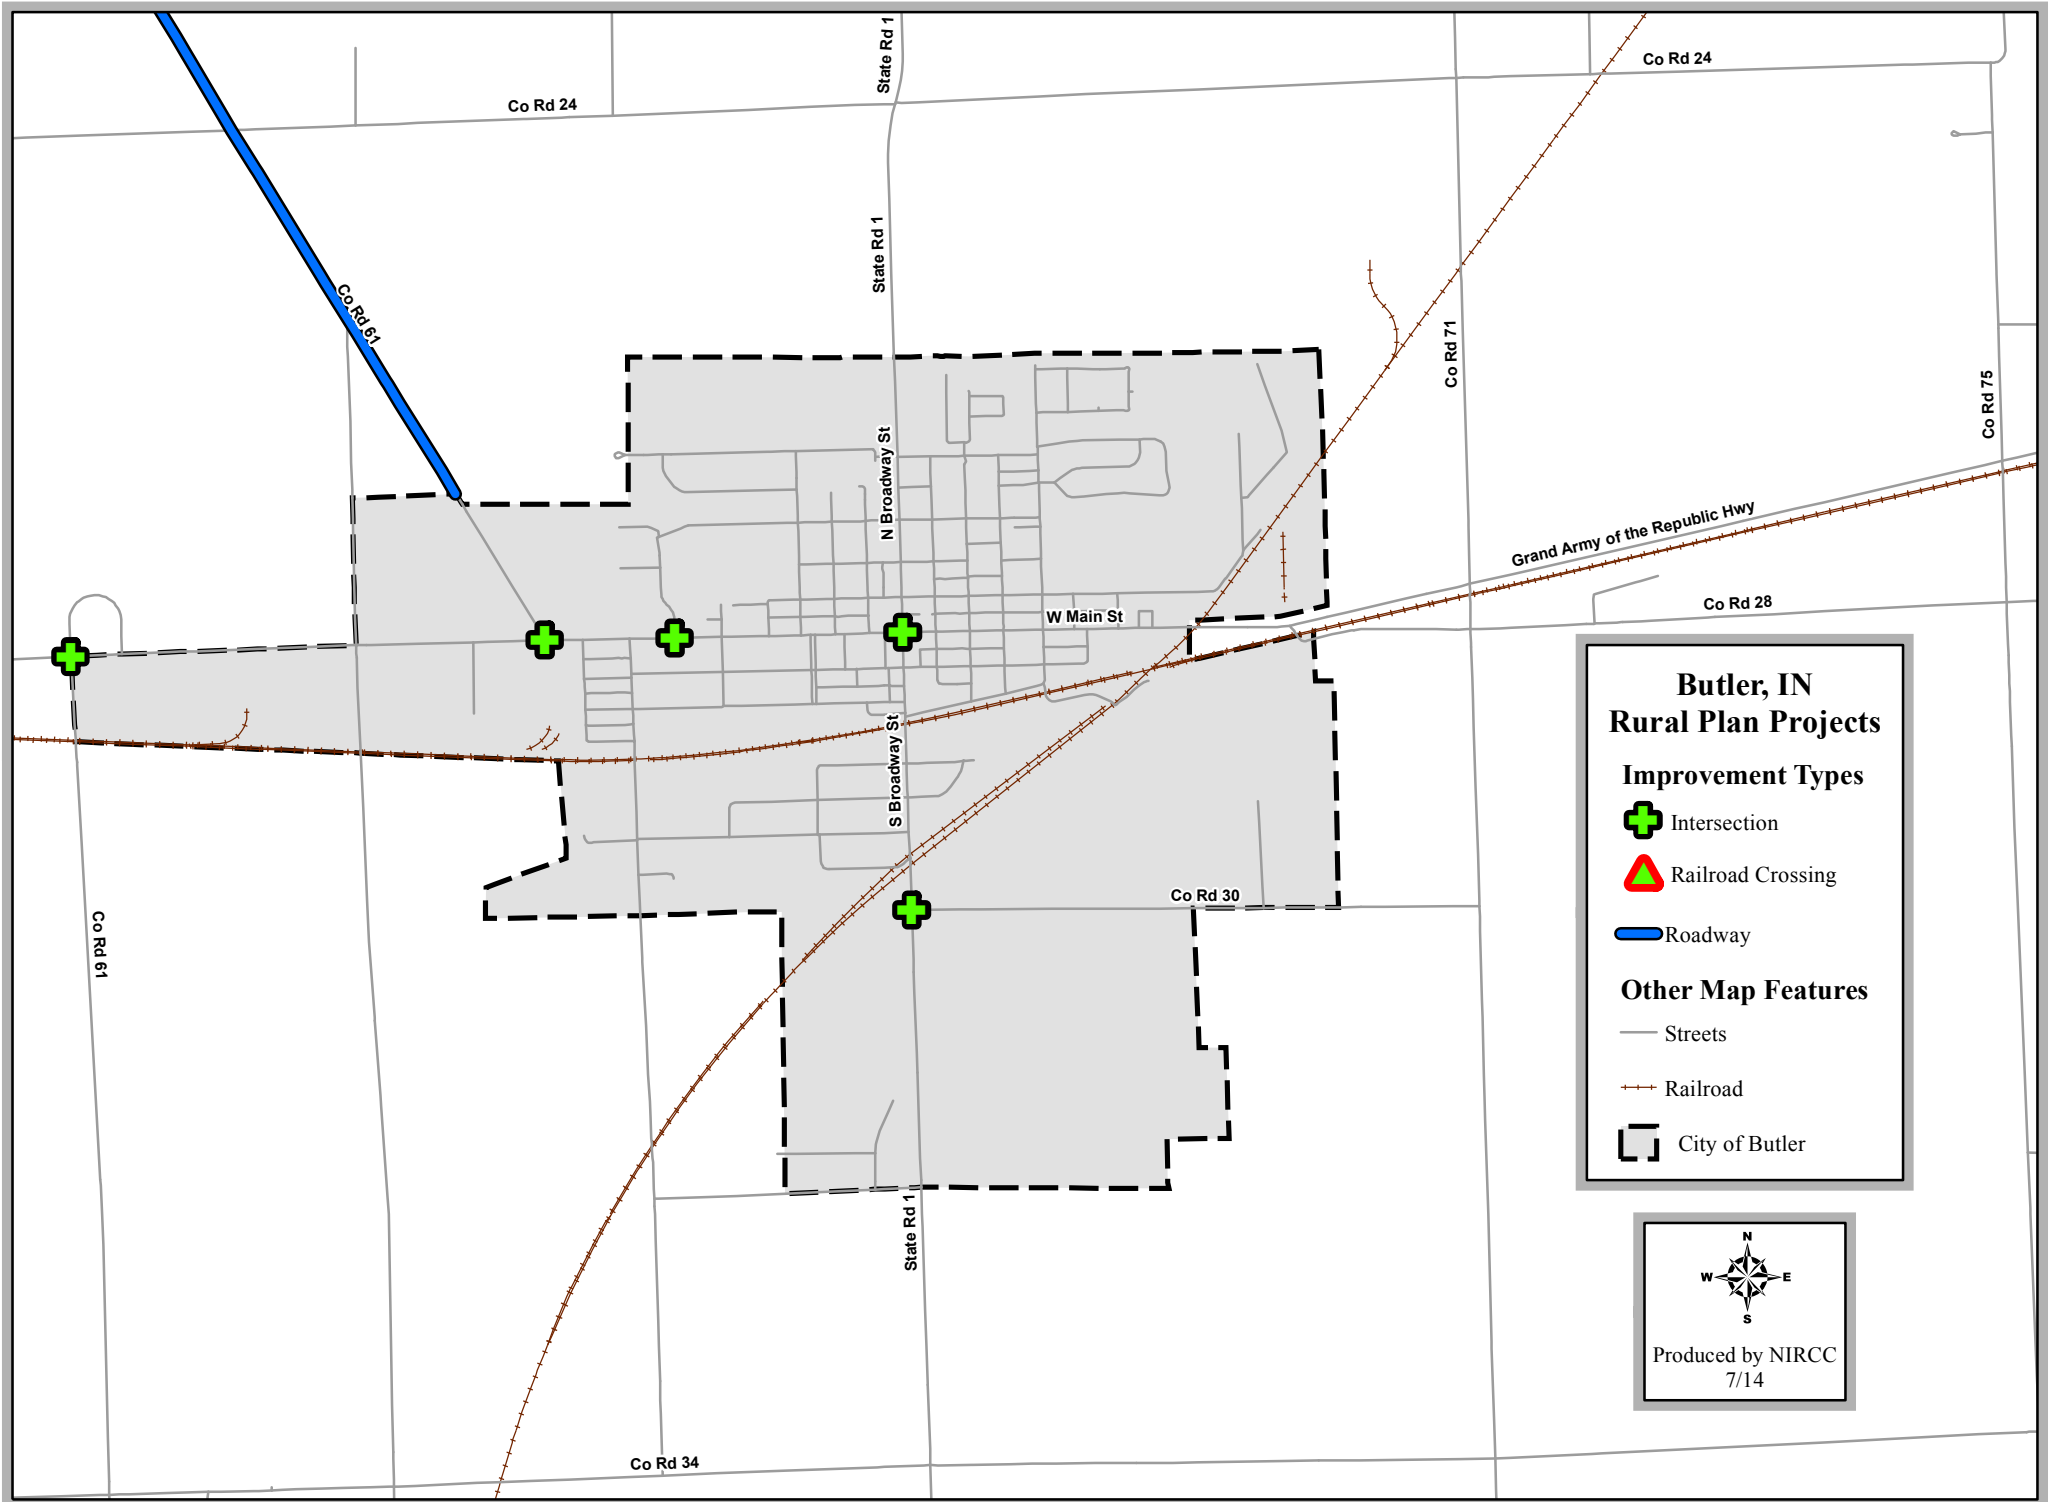 State Rd 1
Co Rd 24
Co Rd 24
State Rd 1
Co Rd 61
Co Rd 71
Co Rd 75
N Broadway St
Grand Army of the Republic Hwy
Co Rd 28
W Main St
S Broadway St
Co Rd 30
Co Rd 61
State Rd 1
Co Rd 34
Butler, IN
Rural Plan Projects
Improvement Types
Intersection
Railroad Crossing
Roadway
Other Map Features
Streets
Railroad
City of Butler
N
W E
S
Produced by NIRCC
7/14